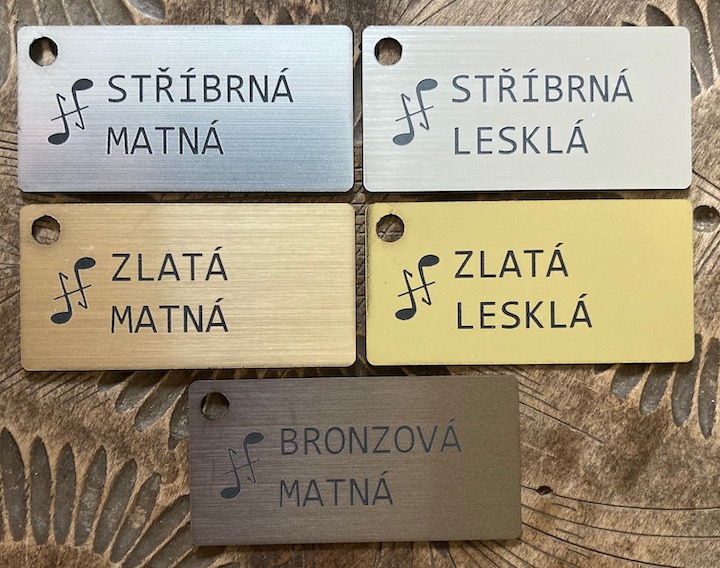 STŘÍBRNÁ
MATNÁ
STŘÍBRNÁ
LESKLÁ
ZLATÁ
MATNÁ
ZLATÁ
LESKLÁ
BRONZOVÁ
MATNÁ